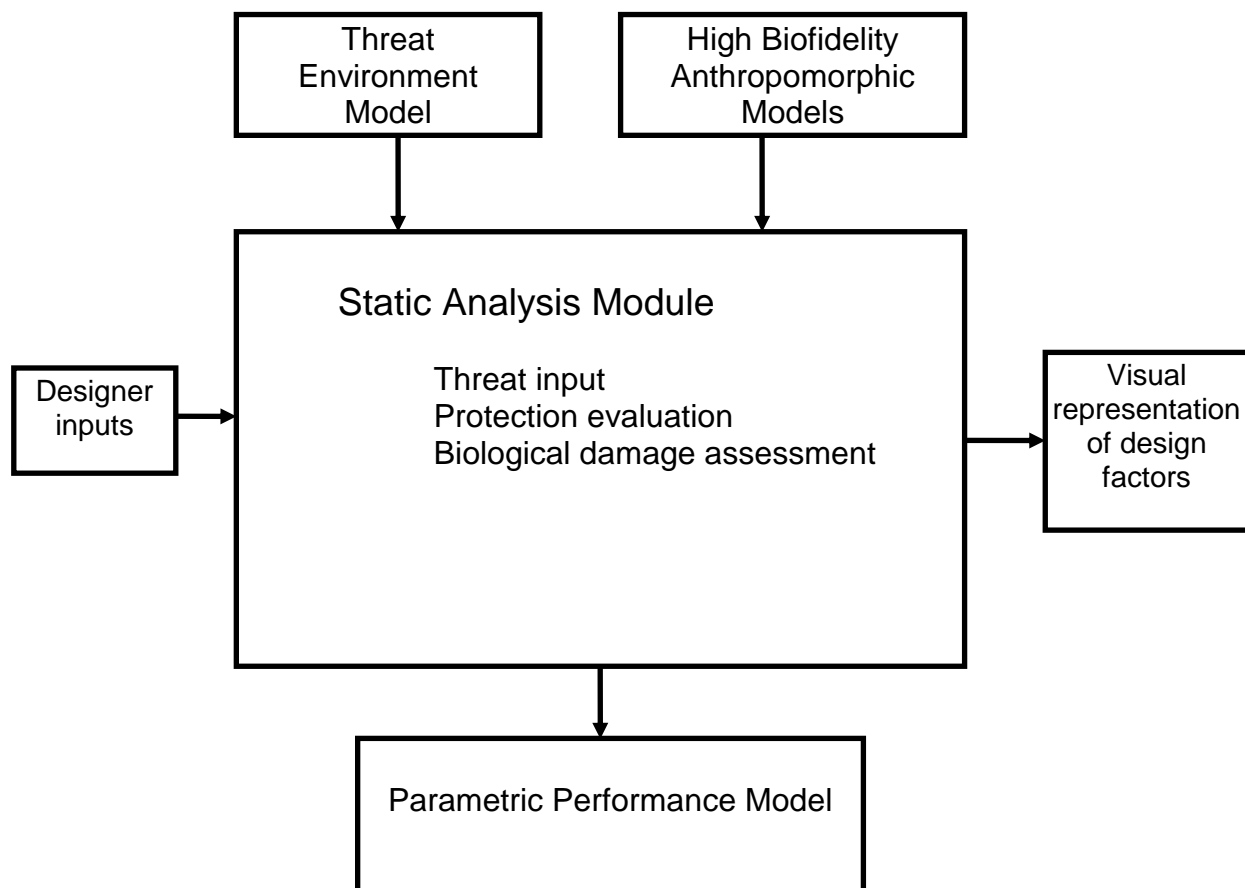 Threat
Environment
Model
High Biofidelity
Anthropomorphic
Models
Static Analysis Module
Threat input
Protection evaluation
Biological damage assessment
Designer
inputs
Visual
representation
of design
factors
Parametric Performance Model